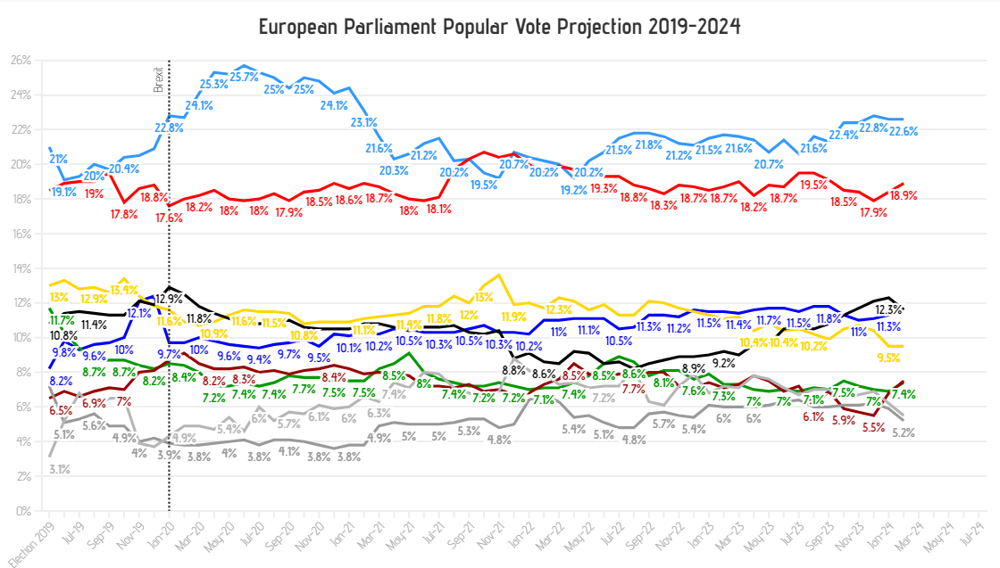 European Parliament Popular Vote Projection 2019-2024
Brexit
26%
24%
22%
20%
18%
16%
14%
12%
10%
8%
6%
4%
2%
0%
21% 19.1% 20% 20.4% 22.8% 24.1% 25.3% 25.7% 25% 25% 24.1% 23.1% 21.6% 20.3% 21.2% 20.2% 19.5% 20.7% 20.2% 19.2% 20.2% 21.5% 21.8% 21.2% 21.5% 21.6% 20.7% 21.6% 22.4% 22.8% 22.6%
19% 17.8% 18.8% 17.6% 18.2% 18% 18% 17.9% 18.5% 18.6% 18.7% 18% 18.1% 19.3% 18.8% 18.3% 18.7% 18.7% 18.2% 18.7% 19.5% 18.5% 17.9% 18.9%
13% 12.9% 13.4% 11.6% 10.9% 11.6% 11.5% 10.8% 11.1% 11.4% 11.8% 12% 13% 11.9% 12.3% 10.4% 10.4% 10.2% 9.5%
10.8% 11.4% 12.9% 11.8% 8.8% 8.6% 8.9% 9.2% 12.3%
8.2% 9.8% 9.6% 10% 12.1% 9.7% 10% 9.6% 9.4% 9.7% 9.5% 10.1% 10.2% 10.5% 10.3% 10.5% 10.3% 10.2% 11% 11.1% 10.5% 11.3% 11.2% 11.5% 11.4% 11.7% 11.5% 11.8% 11% 11.3%
11.7% 8.7% 8.7% 8.2% 8.4% 7.2% 7.4% 7.4% 7.5% 7.5% 8.5% 8% 7.4% 7.2% 7.2% 7.1% 7.4% 8.5% 8.6% 8.1% 7.6% 7.3% 7% 7% 7.1% 7.5% 7% 7.4%
6.5% 6.9% 7% 8.2% 8.3% 8.4% 8.5% 7.7% 6.1% 5.9% 5.5%
3.1% 4.9% 5.4% 6% 5.7% 6.1% 5.9% 6.3% 7.4% 7.2%
5.1% 5.6% 4.9% 4% 3.9% 3.8% 4% 3.8% 4.1% 3.8% 3.8% 4.9% 5% 5% 5.3% 4.8% 5.4% 5.1% 4.8% 5.7% 5.4% 6% 6% 5.2%
Election 2019 Jul-19 Sep-19 Nov-19 Jan-20 Mar-20 May-20 Jul-20 Sep-20 Nov-20 Jan-21 Mar-21 May-21 Jul-21 Sep-21 Nov-21 Jan-22 Mar-22 May-22 Jul-22 Sep-22 Nov-22 Jan-23 Mar-23 May-23 Jul-23 Sep-23 Nov-23 Jan-24 Mar-24 May-24 Jul-24